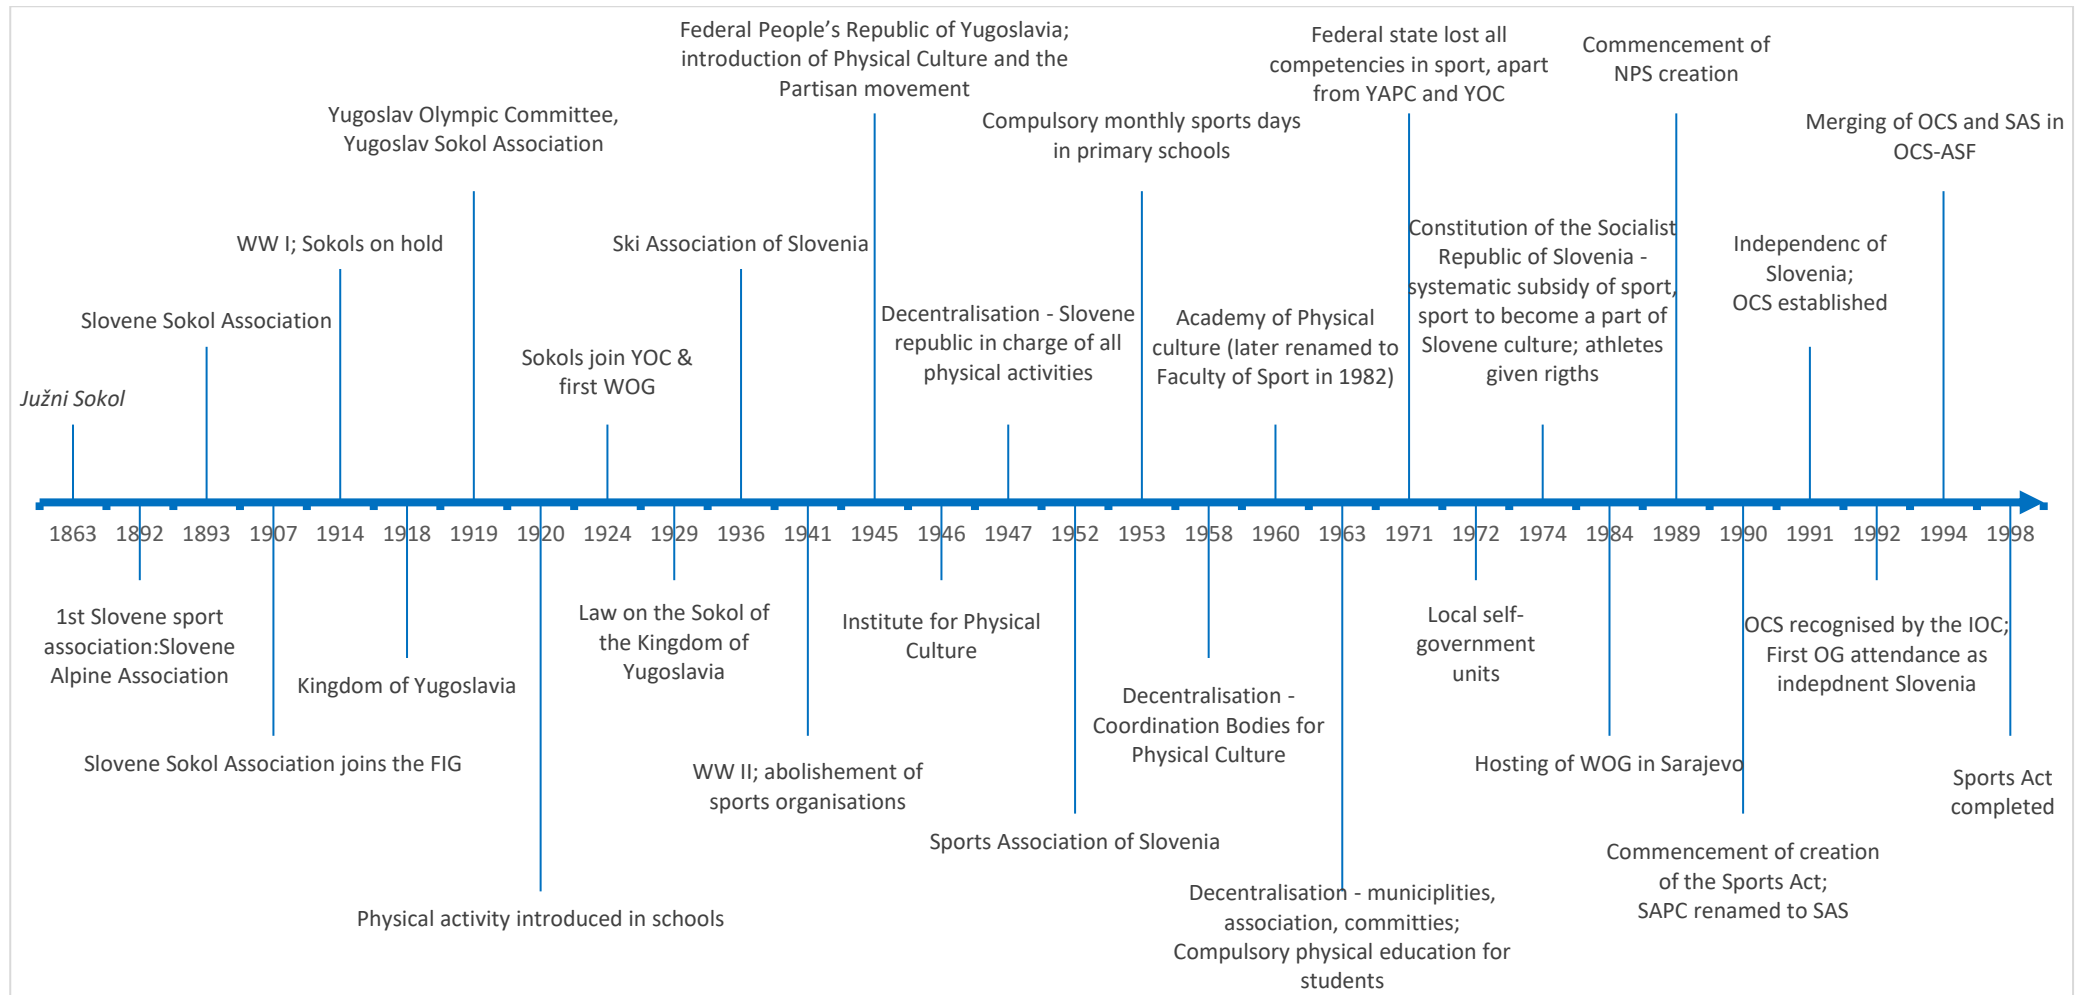 Federal People’s Republic of Yugoslavia;
introduction of Physical Culture and the
Partisan movement
Federal state lost all
competencies in sport, apart
from YAPC and YOC
Commencement of
NPS creation
Yugoslav Olympic Committee,
Yugoslav Sokol Association
Compulsory monthly sports days
in primary schools
Merging of OCS and SAS in
OCS-ASF
WW I; Sokols on hold
Ski Association of Slovenia
Constitution of the Socialist
Republic of Slovenia -
systematic subsidy of sport,
sport to become a part of
Slovene culture; athletes
given rigths
Independenc of
Slovenia;
OCS established
Slovene Sokol Association
Decentralisation - Slovene
republic in charge of all
physical activities
Academy of Physical
culture (later renamed to
Faculty of Sport in 1982)
Sokols join YOC &
first WOG
Južni Sokol
1863 1892 1893 1907 1914 1918 1919 1920 1924 1929 1936 1941 1945 1946 1947 1952 1953 1958 1960 1963 1971 1972 1974 1984 1989 1990 1991 1992 1994 1998
1st Slovene sport
association:Slovene
Alpine Association
Law on the Sokol of
the Kingdom of
Yugoslavia
Institute for Physical
Culture
Local self-
government
units
OCS recognised by the IOC;
First OG attendance as
indepdnent Slovenia
Kingdom of Yugoslavia
Decentralisation -
Coordination Bodies for
Physical Culture
Slovene Sokol Association joins the FIG
WW II; abolishement of
sports organisations
Hosting of WOG in Sarajevo
Sports Act
completed
Sports Association of Slovenia
Commencement of creation
of the Sports Act;
SAPC renamed to SAS
Physical activity introduced in schools
Decentralisation - municiplities,
association, committies;
Compulsory physical education for
students